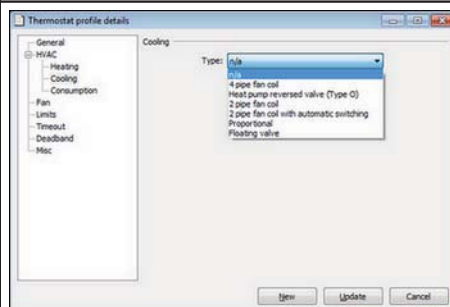 Thermostat profile details
General
HVAC
Heating
Cooling
Consumption
Fan
Limits
Timeout
Deadband
Misc
Cooling
Type: n/a
n/a
4 pipe fan coil
Heat pump reversed valve (Type O)
2 pipe fan coil
2 pipe fan coil with automatic switching
Proportional
Floating valve
New
Update
Cancel